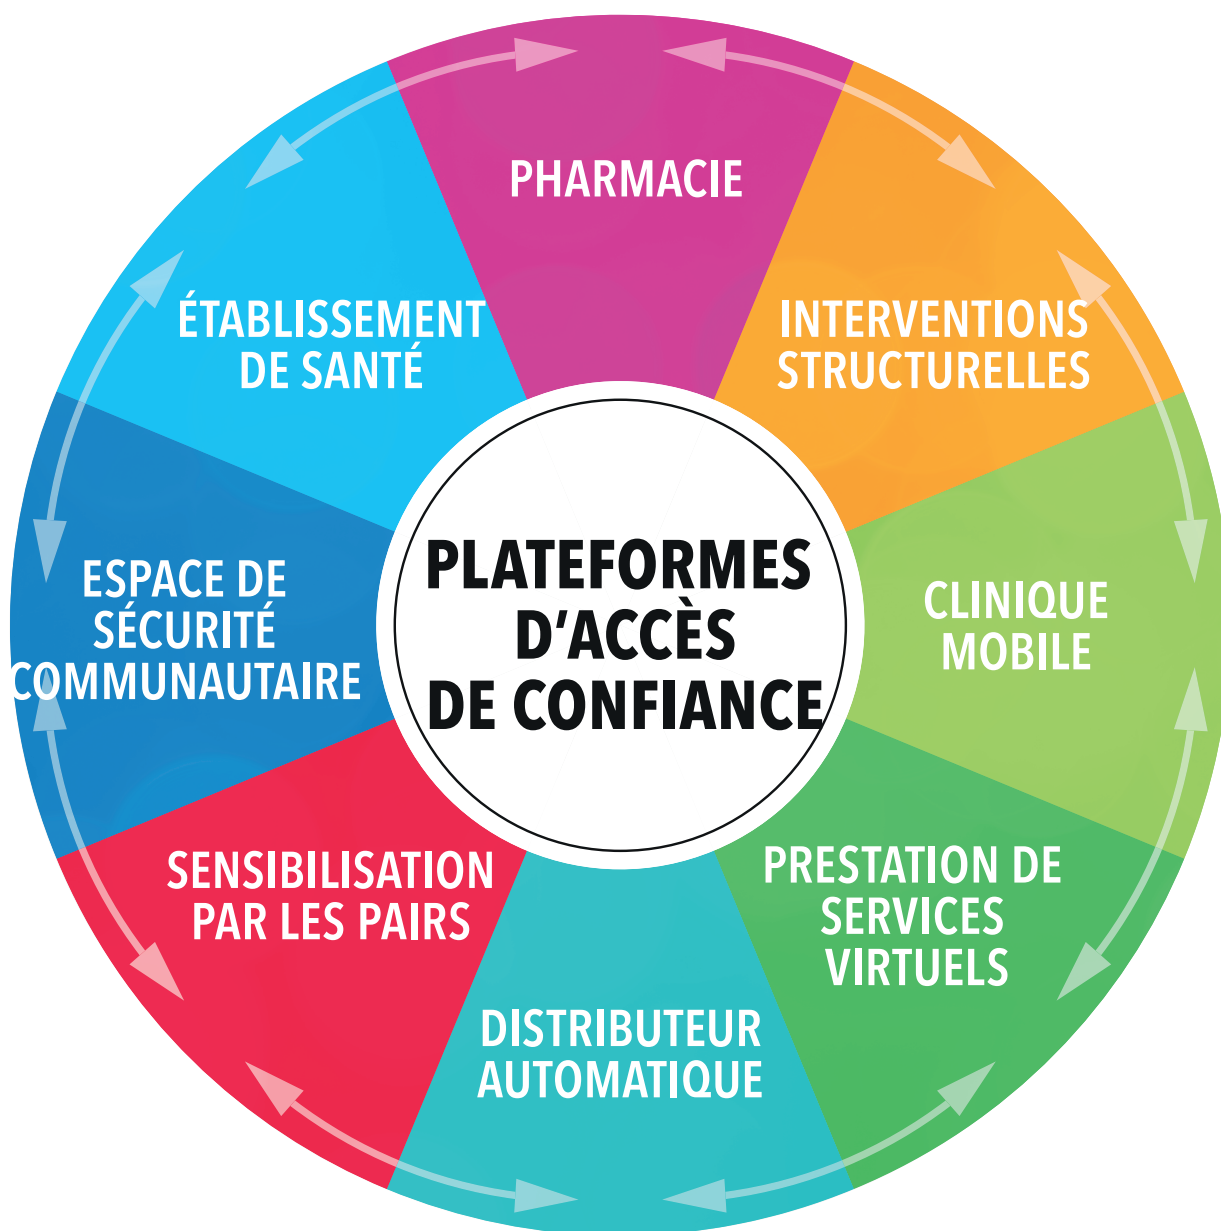 PHARMACIE
INTERVENTIONS
STRUCTURELLES
CLINIQUE
MOBILE
PRESTATION DE
SERVICES
VIRTUELS
DISTRIBUTEUR
AUTOMATIQUE
SENSIBILISATION
PAR LES PAIRS
ESPACE DE
SÉCURITÉ
COMMUNAUTAIRE
ÉTABLISSEMENT
DE SANTÉ
PLATEFORMES
D’ACCÈS
DE CONFIANCE